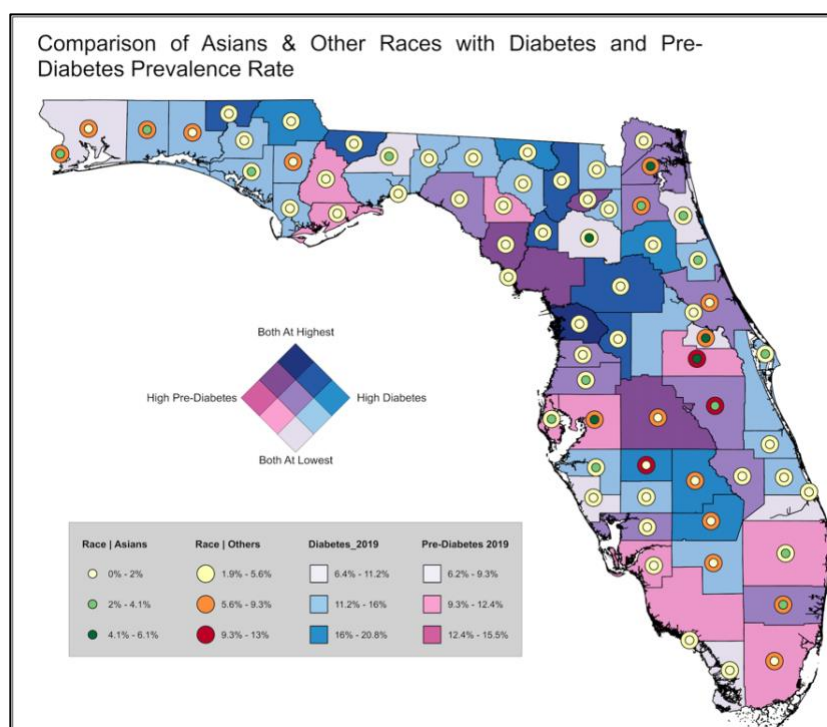 Comparison of Asians & Other Races with Diabetes and Pre-
Diabetes Prevalence Rate
Both At Highest
High Pre-Diabetes
High Diabetes
Both At Lowest
Race | Asians
Race | Others
Diabetes_2019
Pre-Diabetes 2019
0% - 2%
1.9% - 5.6%
6.4% - 11.2%
6.2% - 9.3%
2% - 4.1%
5.6% - 9.3%
11.2% - 16%
9.3% - 12.4%
4.1% - 6.1%
9.3% - 13%
16% - 20.8%
12.4% - 15.5%